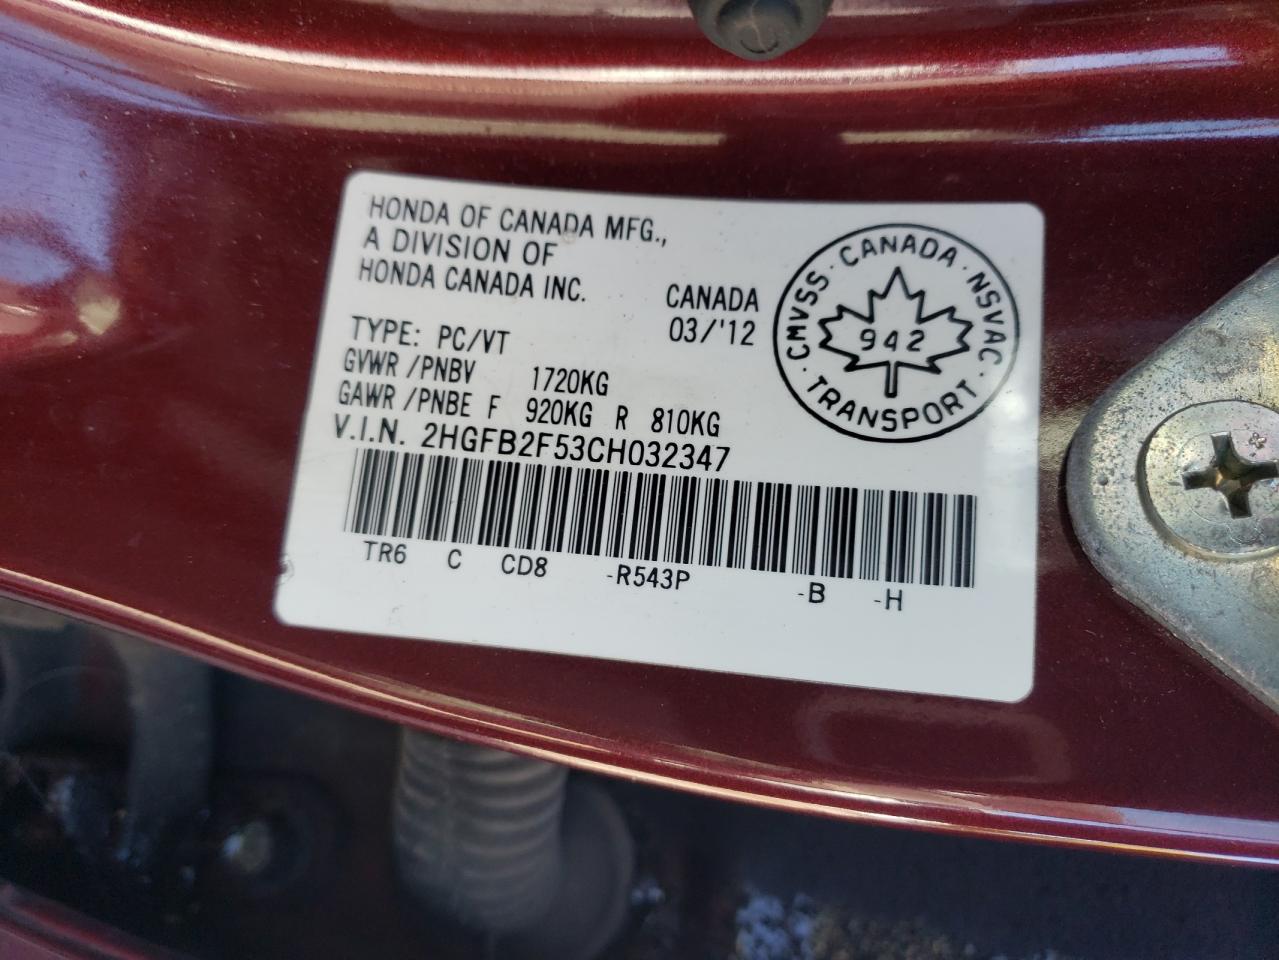 HONDA OF CANADA MFG.,
A DIVISION OF
HONDA CANADA INC.
CANADA
03/'12
TYPE: PC/VT
GVWR /PNBV 1720KG
GAWR /PNBE F 920KG R 810KG
V.I.N. 2HGFB2F53CH032347
TR6 C CD8 -R543P -B -H
CMVSS · CANADA · NSVAC · TRANSPORT ·
942